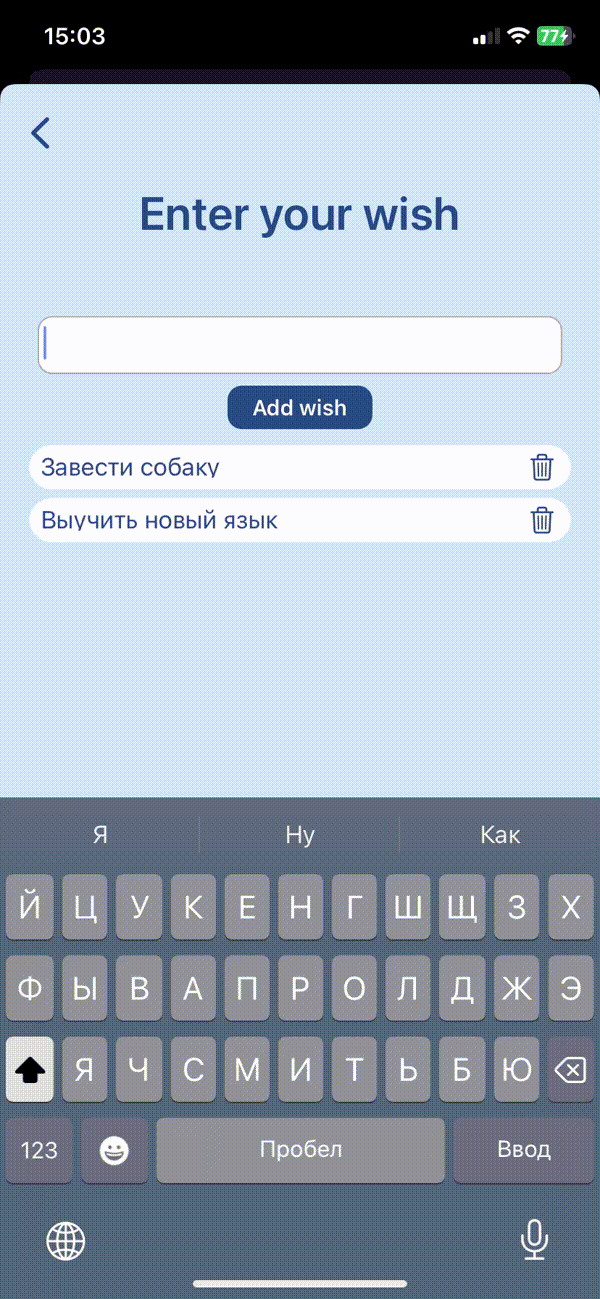 15:03
77
Enter your wish
Add wish
Завести собаку
Выучить новый язык
Я Ну Как
Й Ц У К Е Н Г Ш Щ З Х
Ф Ы В А П Р О Л Д Ж Э
Я Ч С М И Т Ь Б Ю
123 Пробел Ввод